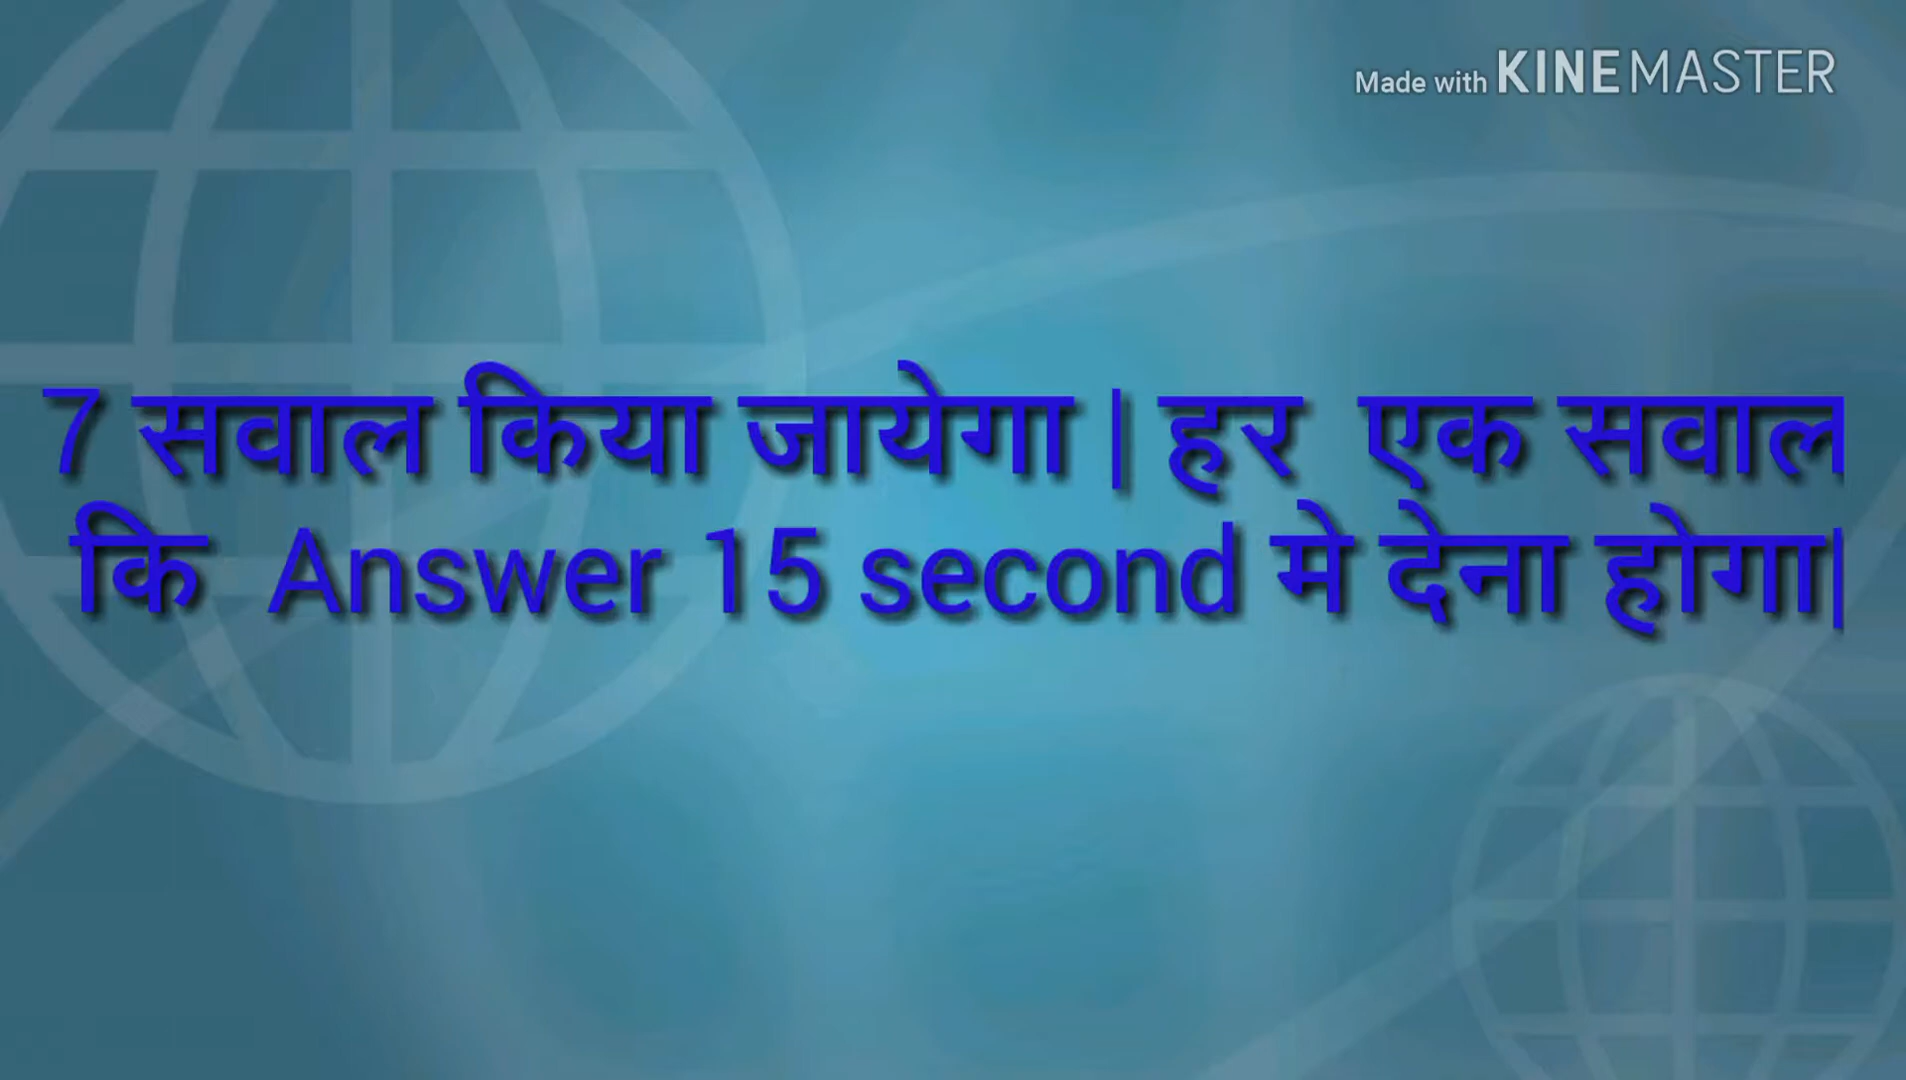 Made with KINEMASTER
7 सवाल किया जायेगा | हर एक सवाल
कि Answer 15 second मे देना होगा|